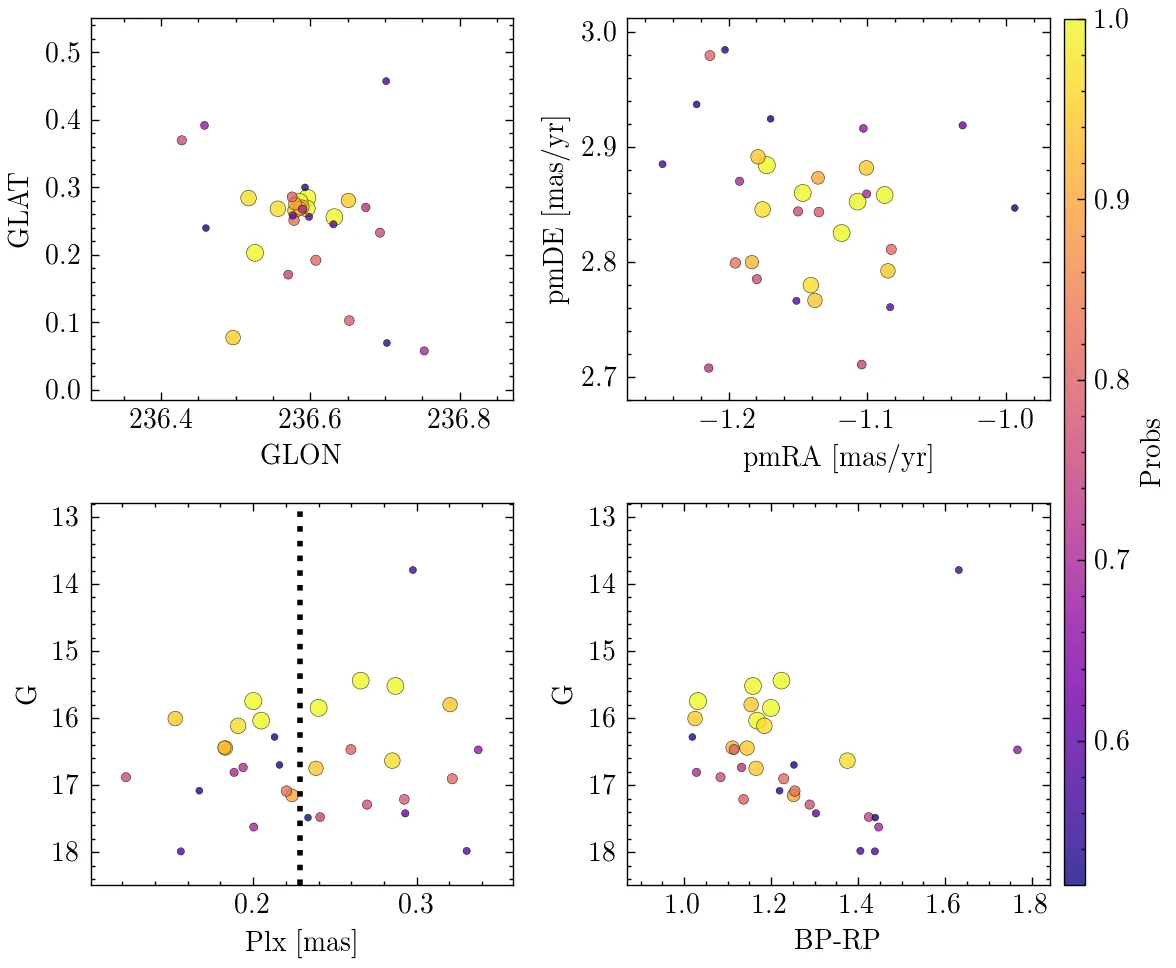 0.5
0.4
0.3
0.2
0.1
0.0
GLAT
236.4 236.6 236.8
GLON
3.0
2.9
2.8
2.7
pmDE [mas/yr]
−1.2 −1.1 −1.0
pmRA [mas/yr]
13
14
15
16
17
18
G
0.2 0.3
Plx [mas]
13
14
15
16
17
18
G
1.0 1.2 1.4 1.6 1.8
BP-RP
1.0
0.9
0.8
0.7
0.6
Probs